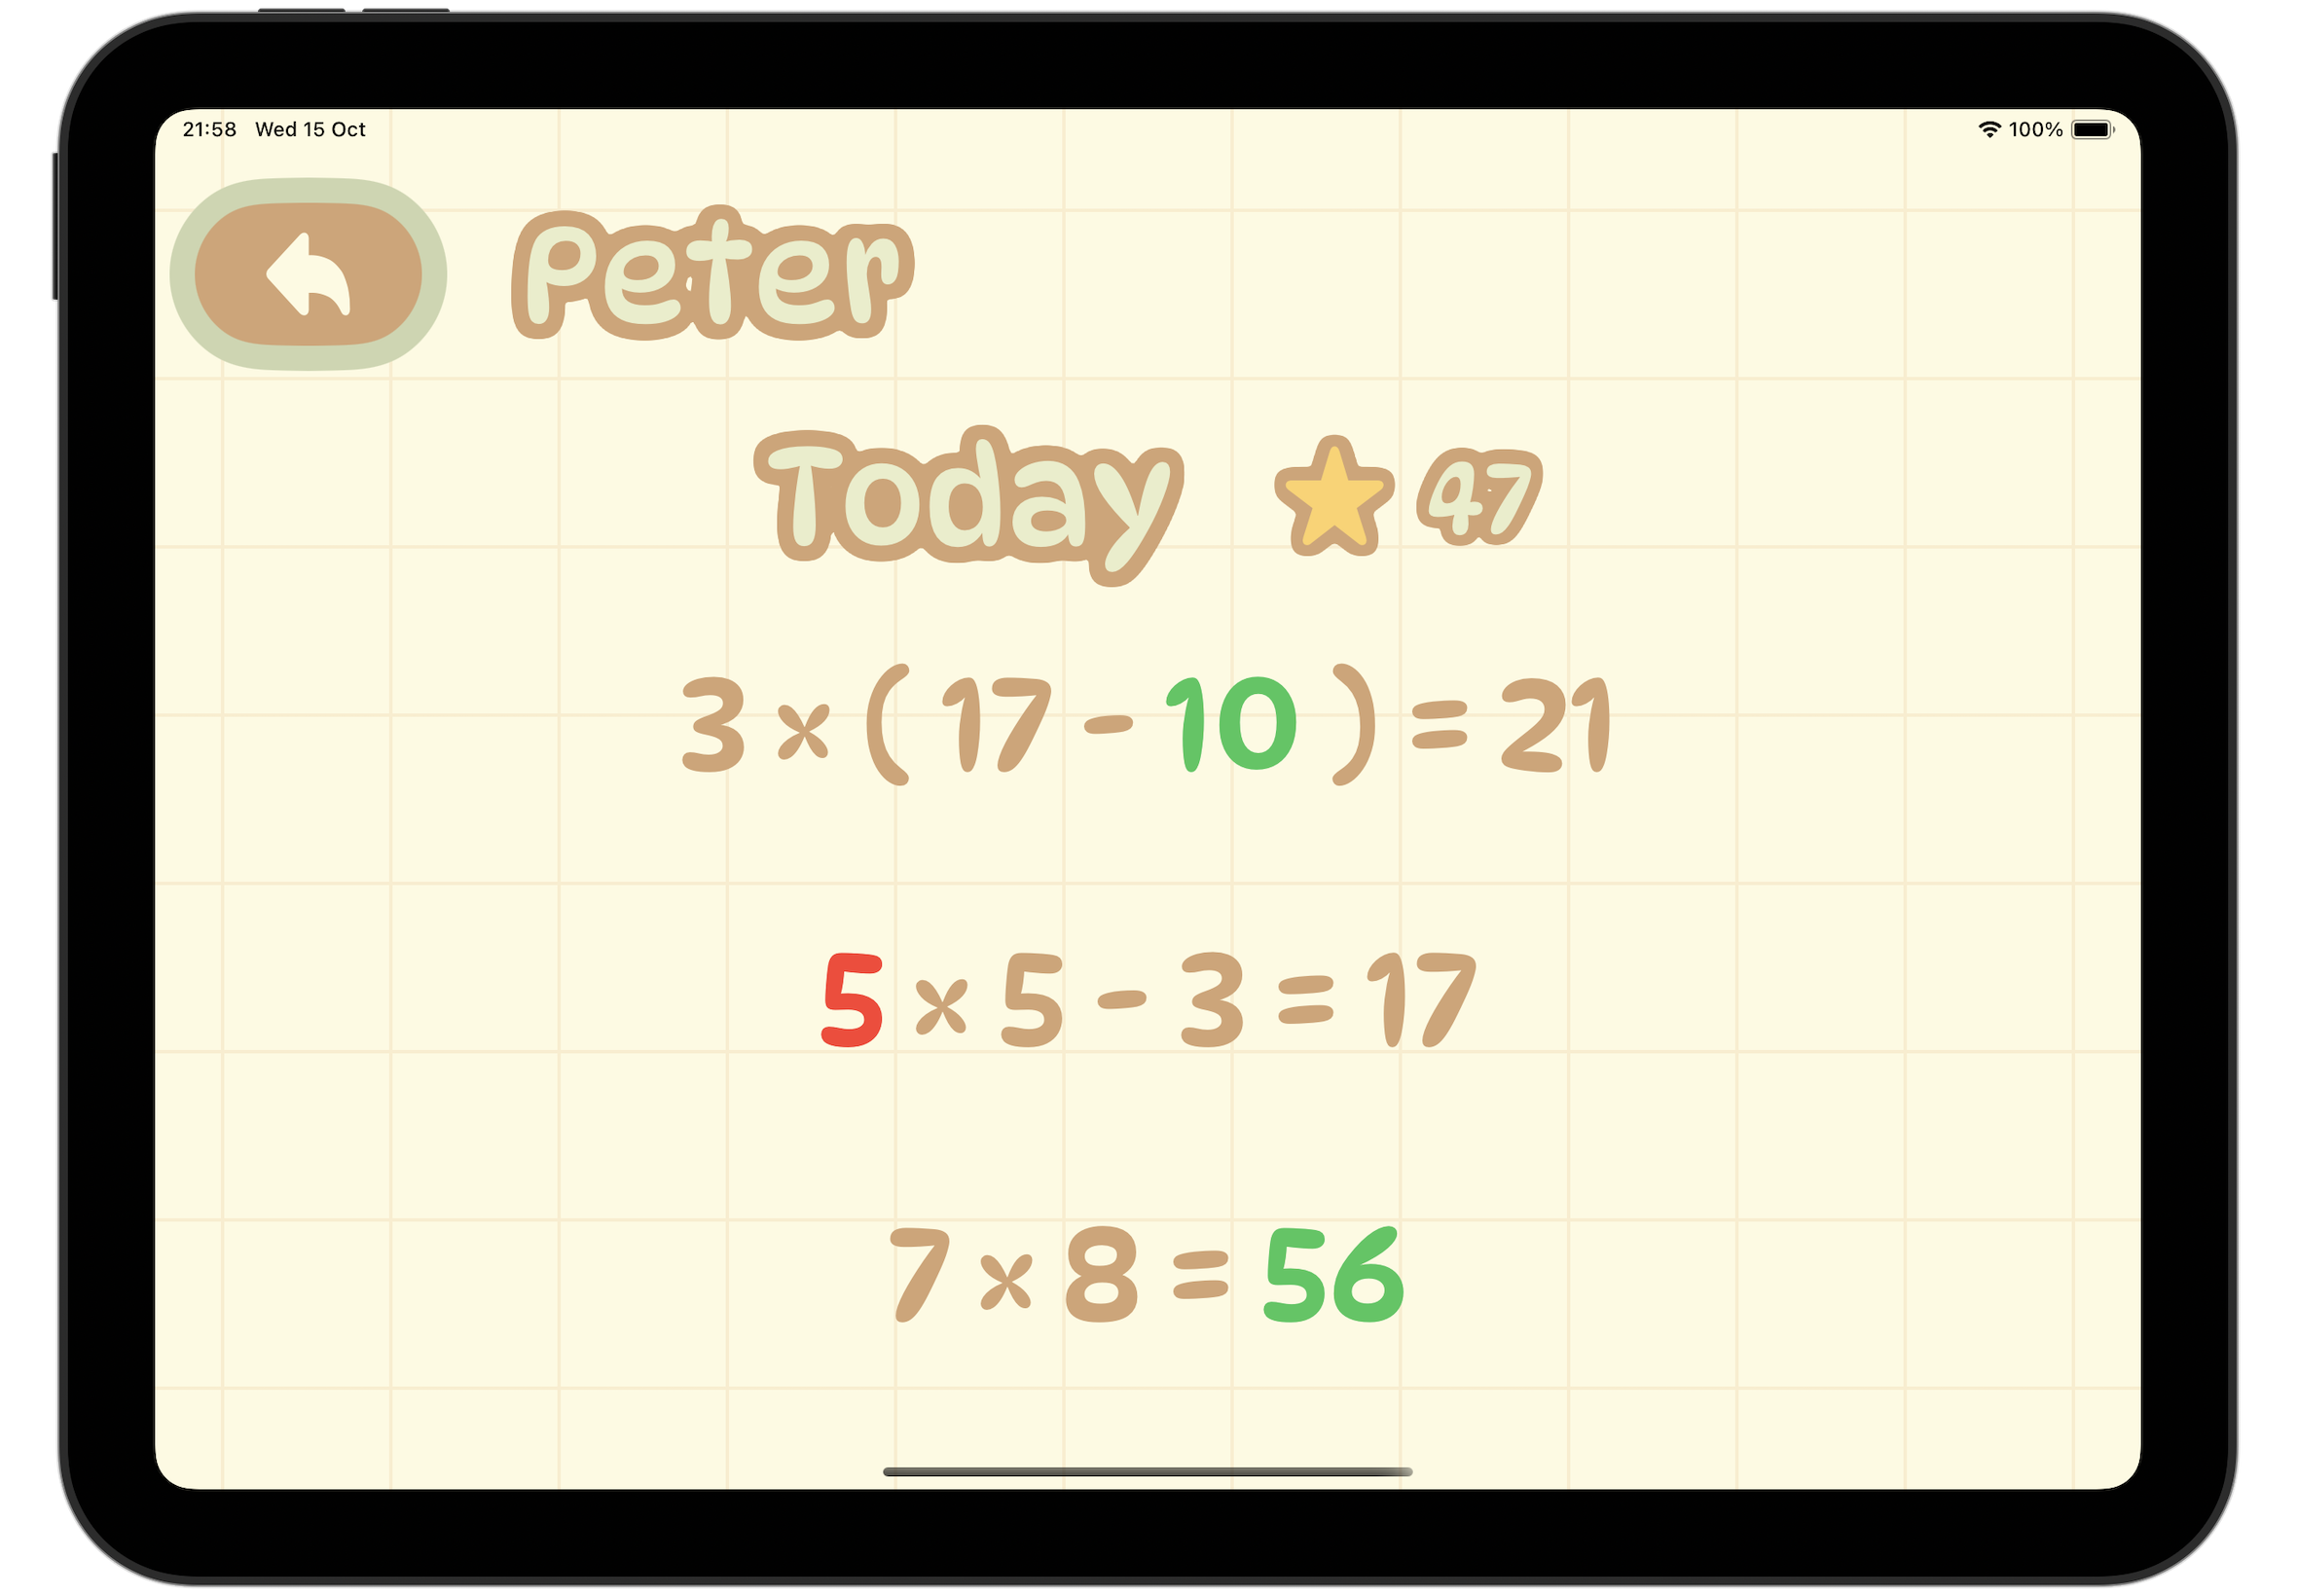 21:58 Wed 15 Oct 100%
Peter
Today 47
3 × ( 17 - 10 ) = 21
5 × 5 - 3 = 17
7 × 8 = 56